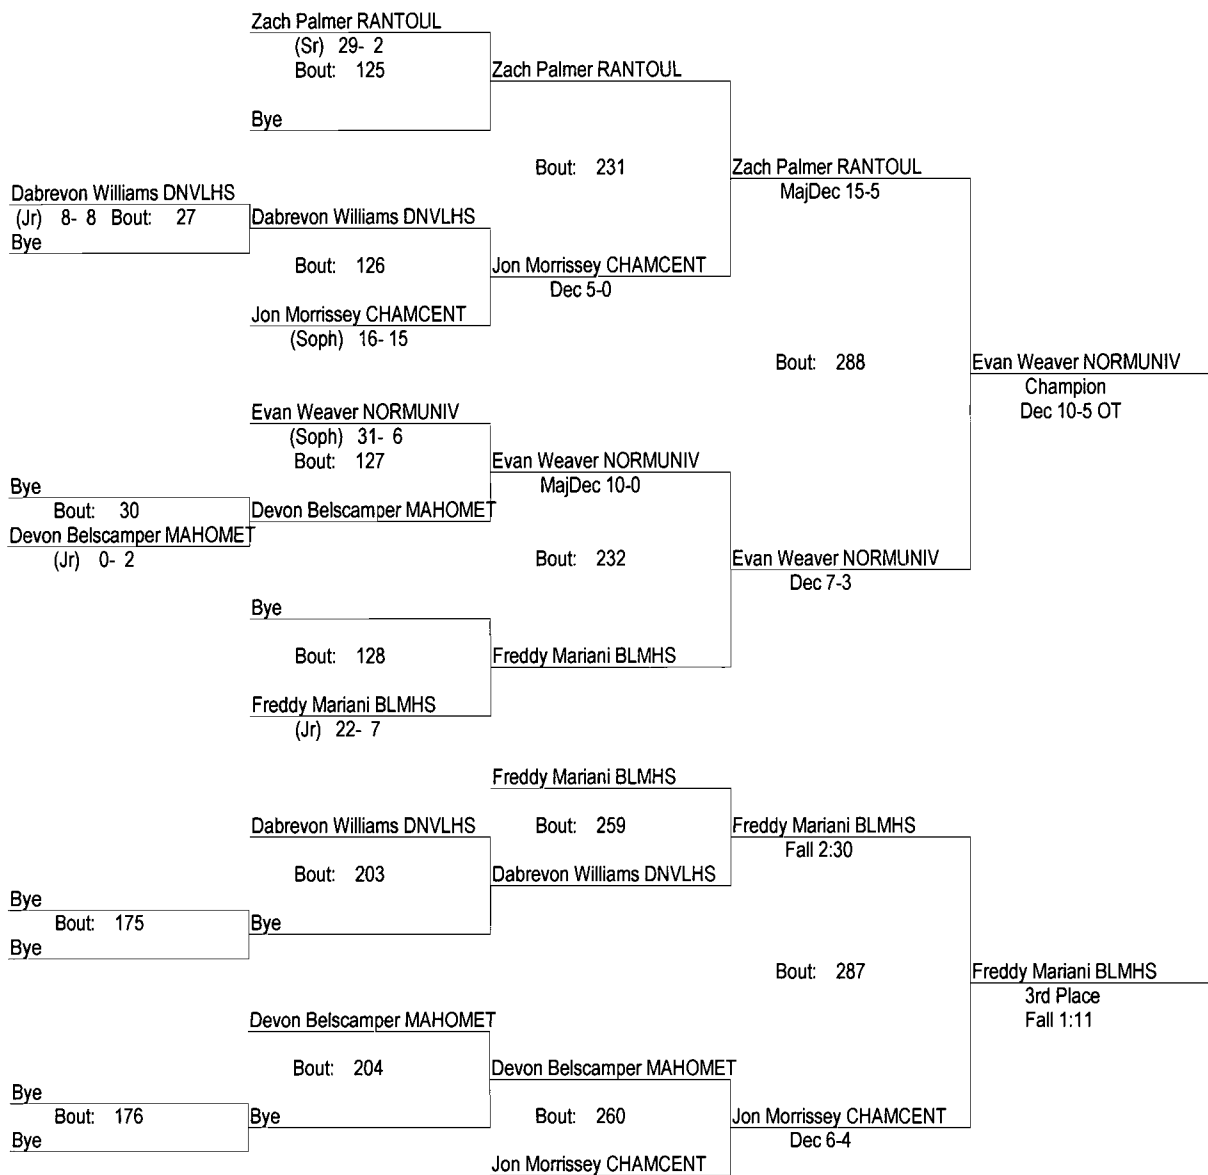 Zach Palmer RANTOUL
(Sr) 29- 2
Bout: 125
Zach Palmer RANTOUL
Bye
Bout: 231
Zach Palmer RANTOUL
MajDec 15-5
Dabrevon Williams DNVLHS
(Jr) 8- 8 Bout: 27
Bye
Dabrevon Williams DNVLHS
Bout: 126
Jon Morrissey CHAMCENT
Dec 5-0
Jon Morrissey CHAMCENT
(Soph) 16- 15
Bout: 288
Evan Weaver NORMUNIV
Champion
Dec 10-5 OT
Evan Weaver NORMUNIV
(Soph) 31- 6
Bout: 127
Evan Weaver NORMUNIV
MajDec 10-0
Bye
Bout: 30
Devon Belscamper MAHOMET
Devon Belscamper MAHOMET
(Jr) 0- 2
Bout: 232
Evan Weaver NORMUNIV
Dec 7-3
Bye
Bout: 128
Freddy Mariani BLMHS
Freddy Mariani BLMHS
(Jr) 22- 7
Freddy Mariani BLMHS
Dabrevon Williams DNVLHS
Bout: 259
Freddy Mariani BLMHS
Fall 2:30
Bout: 203
Dabrevon Williams DNVLHS
Bye
Bout: 175
Bye
Bye
Bout: 287
Freddy Mariani BLMHS
3rd Place
Fall 1:11
Devon Belscamper MAHOMET
Bout: 204
Devon Belscamper MAHOMET
Bye
Bout: 176
Bye
Bye
Bout: 260
Jon Morrissey CHAMCENT
Dec 6-4
Jon Morrissey CHAMCENT